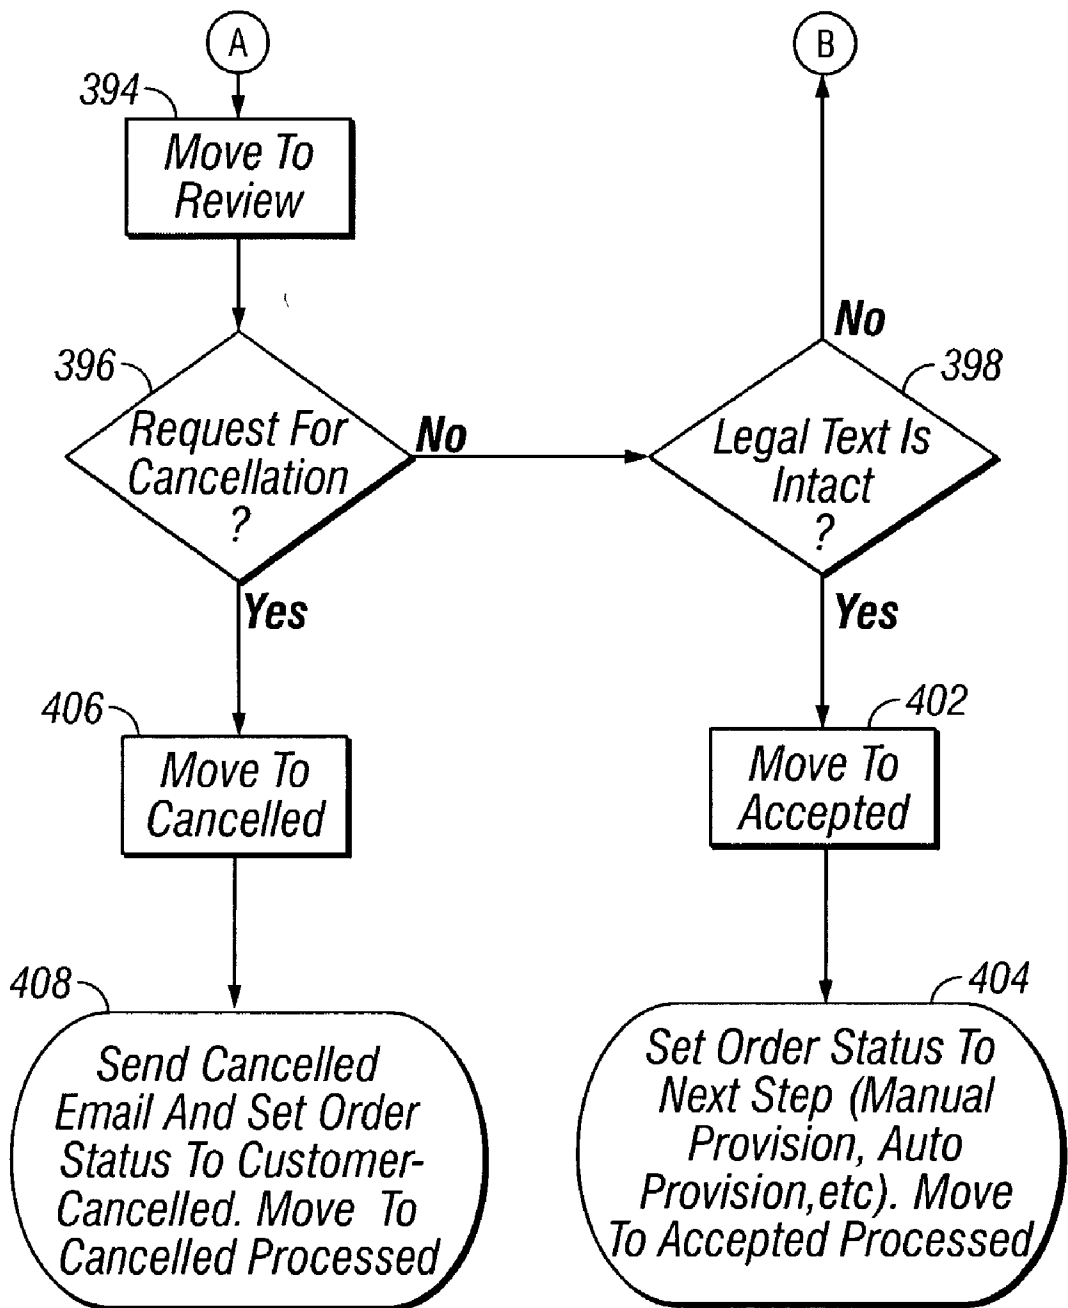 A
B
394
Move To
Review
396
Request For
Cancellation
?
No
No
398
Legal Text Is
Intact
?
Yes
Yes
406
Move To
Cancelled
402
Move To
Accepted
408
Send Cancelled
Email And Set Order
Status To Customer-
Cancelled. Move To
Cancelled Processed
404
Set Order Status To
Next Step (Manual
Provision, Auto
Provision,etc). Move
To Accepted Processed